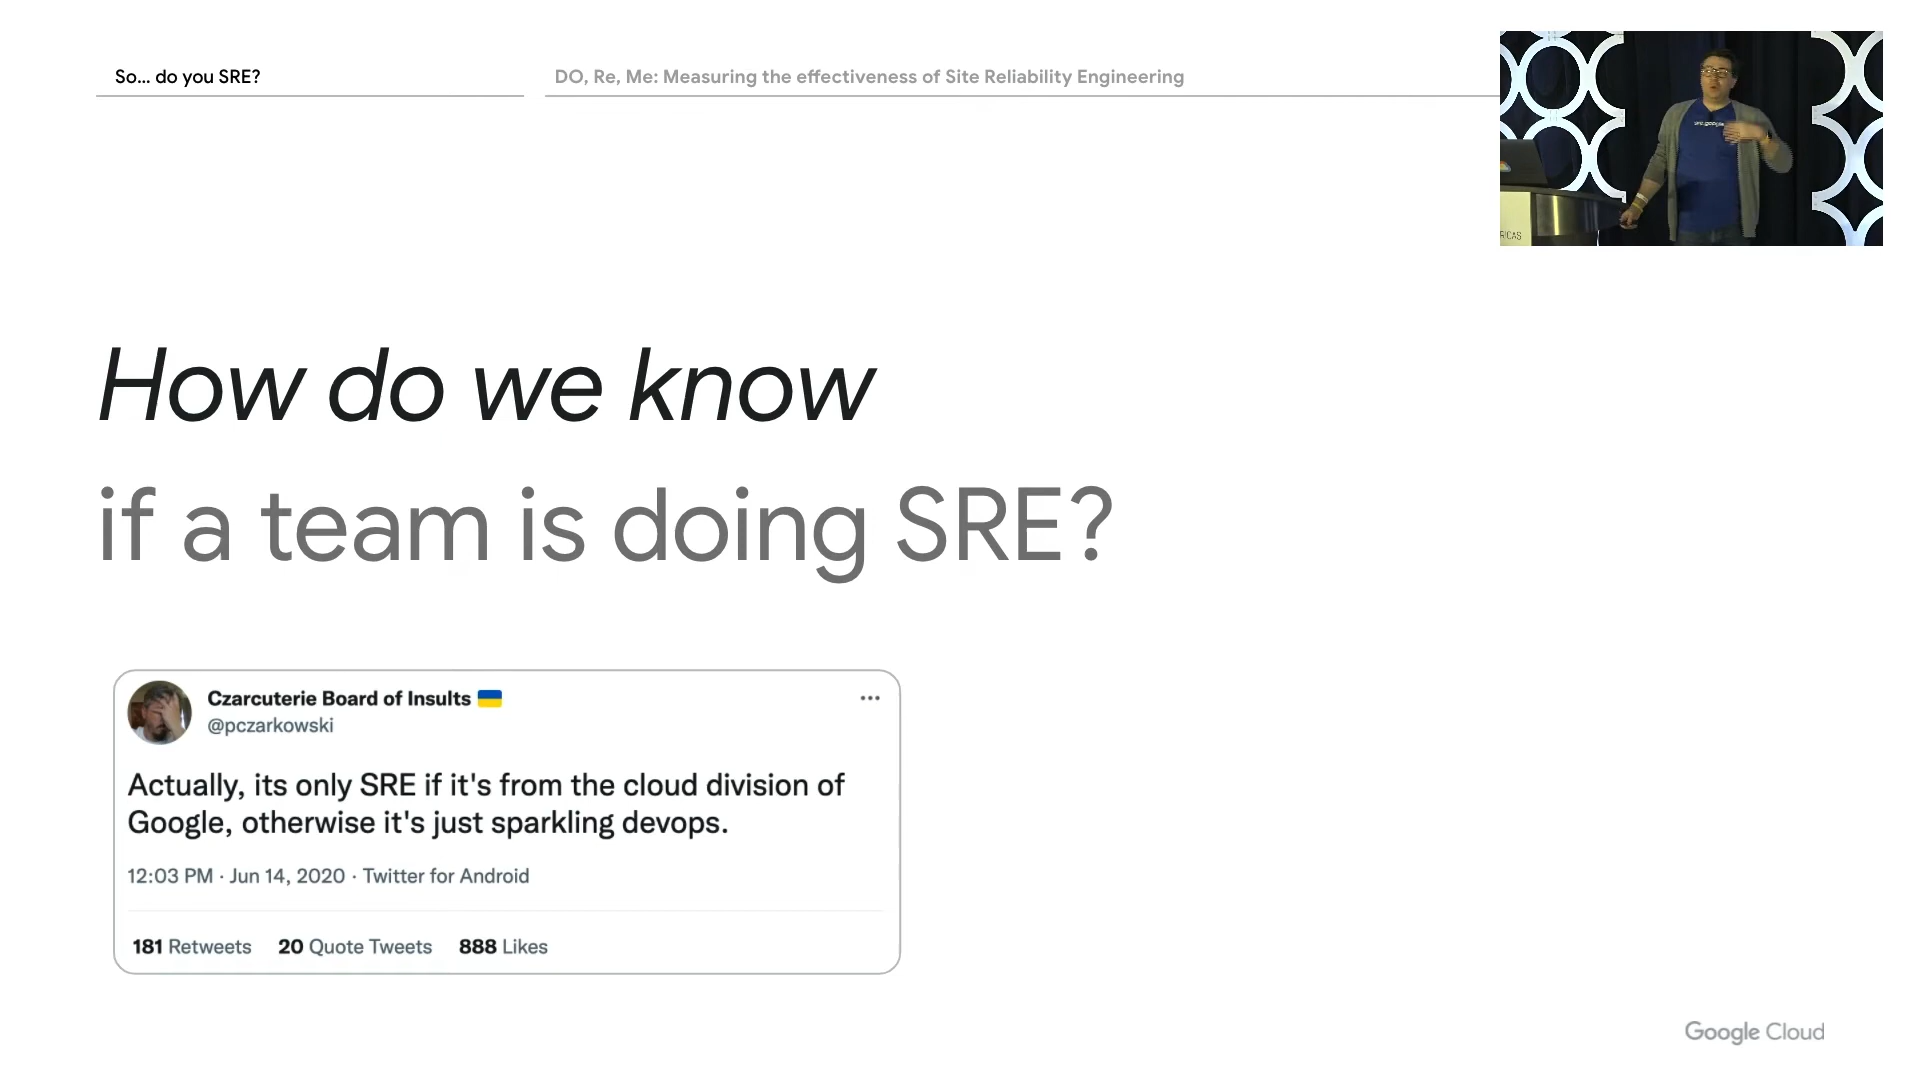 So... do you SRE?
DO, Re, Me: Measuring the effectiveness of Site Reliability Engineering
How do we know
if a team is doing SRE?
Czarcuterie Board of Insults
@pczarkowski
Actually, its only SRE if it's from the cloud division of
Google, otherwise it's just sparkling devops.
12:03 PM · Jun 14, 2020 · Twitter for Android
181 Retweets 20 Quote Tweets 888 Likes
Google Cloud